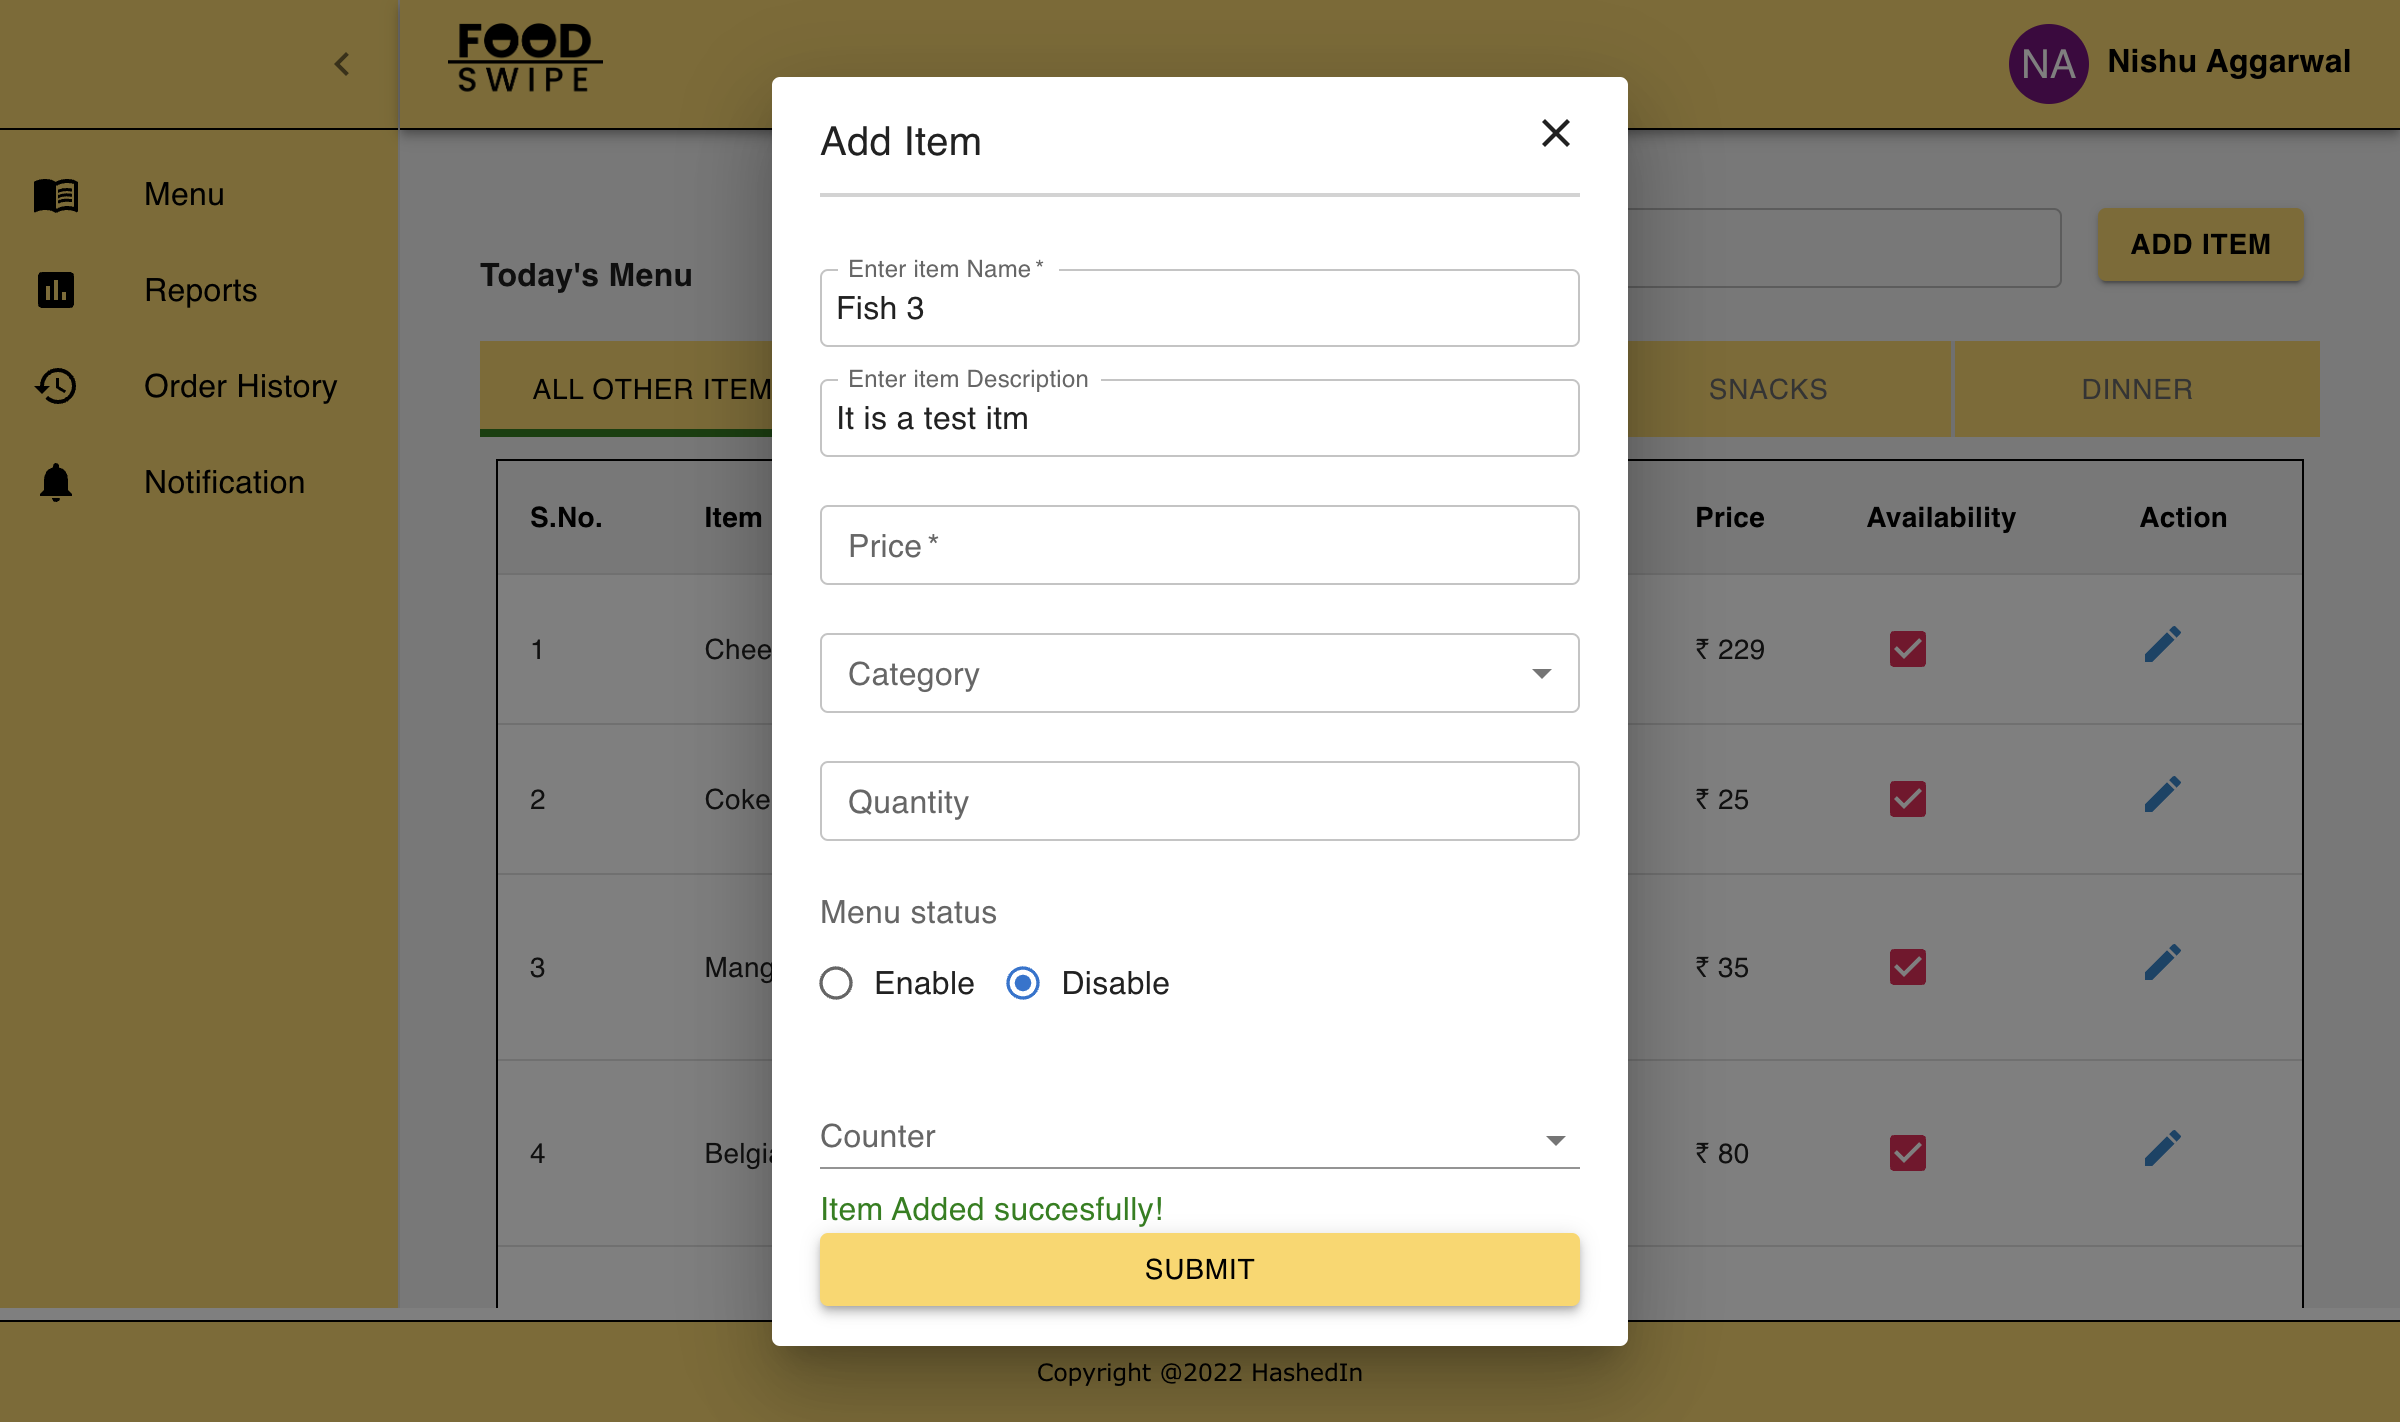 FOOD
SWIPE
NA Nishu Aggarwal
Menu
Reports
Order History
Notification
Today's Menu
ADD ITEM
ALL OTHER ITEM
SNACKS
DINNER
S.No. Item Price Availability Action
1 Chee ₹ 229
2 Coke ₹ 25
3 Mang ₹ 35
4 Belgia ₹ 80
Add Item
Enter item Name *
Fish 3
Enter item Description
It is a test itm
Price *
Category
Quantity
Menu status
Enable Disable
Counter
Item Added succesfully!
SUBMIT
Copyright @2022 HashedIn